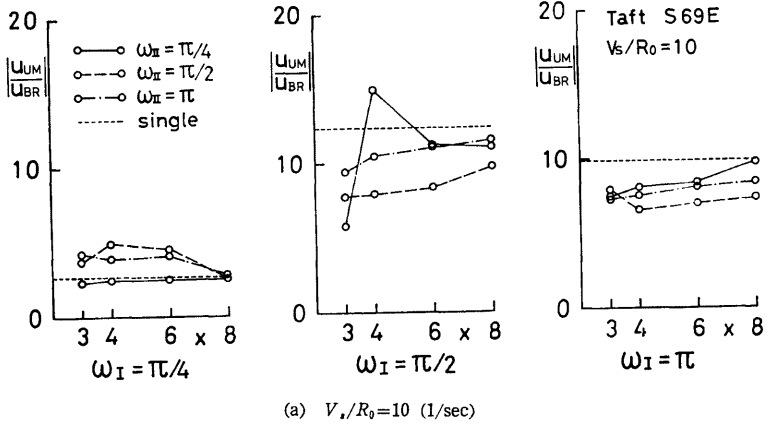 20
10
0
|u_UM/u_BR|
ω_II = π/4
ω_II = π/2
ω_II = π
single
3 4 6 x 8
ω_I = π/4
20
10
0
|u_UM/u_BR|
3 4 6 x 8
ω_I = π/2
20
10
0
|u_UM/u_BR|
Taft S69E
Vs/R₀=10
3 4 6 x 8
ω_I = π
(a) V_s/R₀=10 (1/sec)